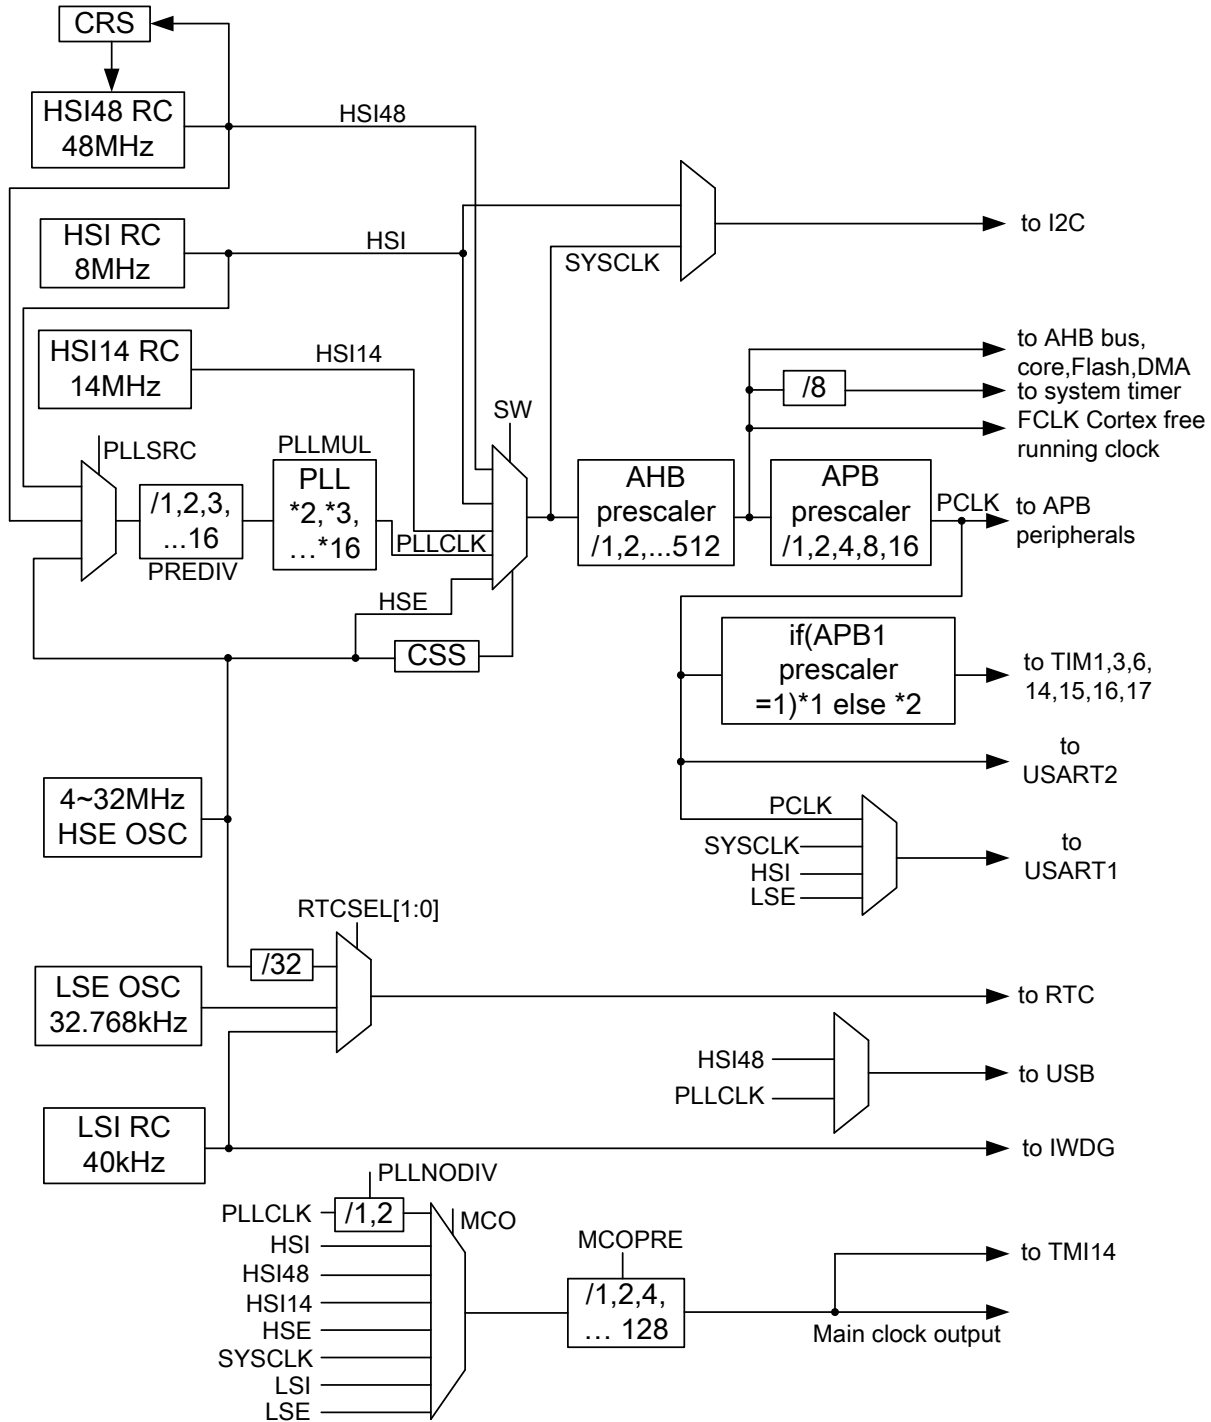 CRS
HSI48 RC
48MHz
HSI48
HSI RC
8MHz
HSI
SYSCLK
to I2C
HSI14 RC
14MHz
HSI14
to AHB bus,
core,Flash,DMA
/8
to system timer
FCLK Cortex free
running clock
SW
PLLSRC
/1,2,3,
...16
PREDIV
PLLMUL
PLL
*2,*3,
...*16
PLLCLK
HSE
CSS
AHB
prescaler
/1,2,...512
APB
prescaler
/1,2,4,8,16
PCLK
to APB
peripherals
if(APB1
prescaler
=1)*1 else *2
to TIM1,3,6,
14,15,16,17
to
USART2
4~32MHz
HSE OSC
PCLK
SYSCLK
HSI
LSE
to
USART1
RTCSEL[1:0]
/32
LSE OSC
32.768kHz
to RTC
HSI48
PLLCLK
to USB
LSI RC
40kHz
to IWDG
PLLNODIV
PLLCLK
/1,2
MCO
HSI
HSI48
HSI14
HSE
SYSCLK
LSI
LSE
MCOPRE
/1,2,4,
... 128
to TMI14
Main clock output